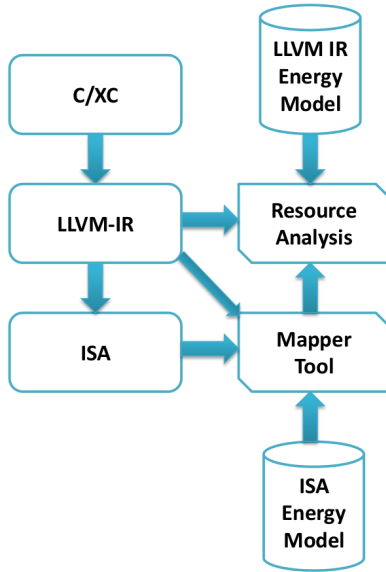 C/XC
LLVM IR
Energy
Model
LLVM-IR
Resource
Analysis
ISA
Mapper
Tool
ISA
Energy
Model